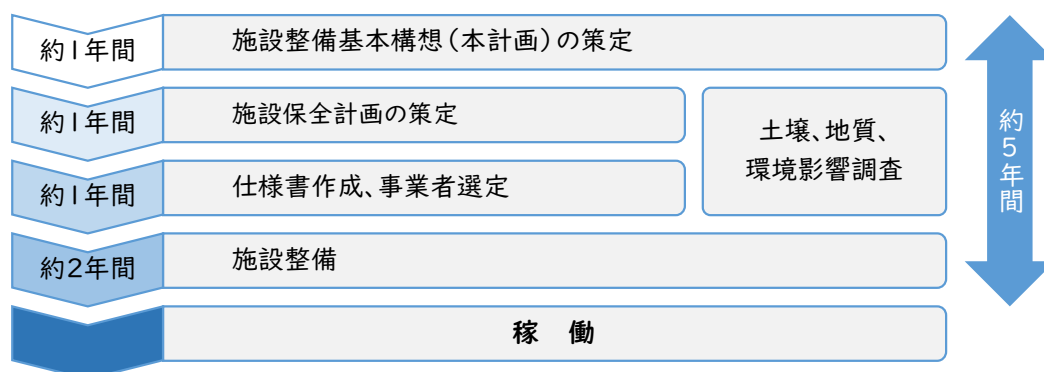 約1年間
施設整備基本構想(本計画)の策定
約1年間
施設保全計画の策定
約1年間
仕様書作成、事業者選定
土壌、地質、
環境影響調査
約2年間
施設整備
稼 働
約5年間